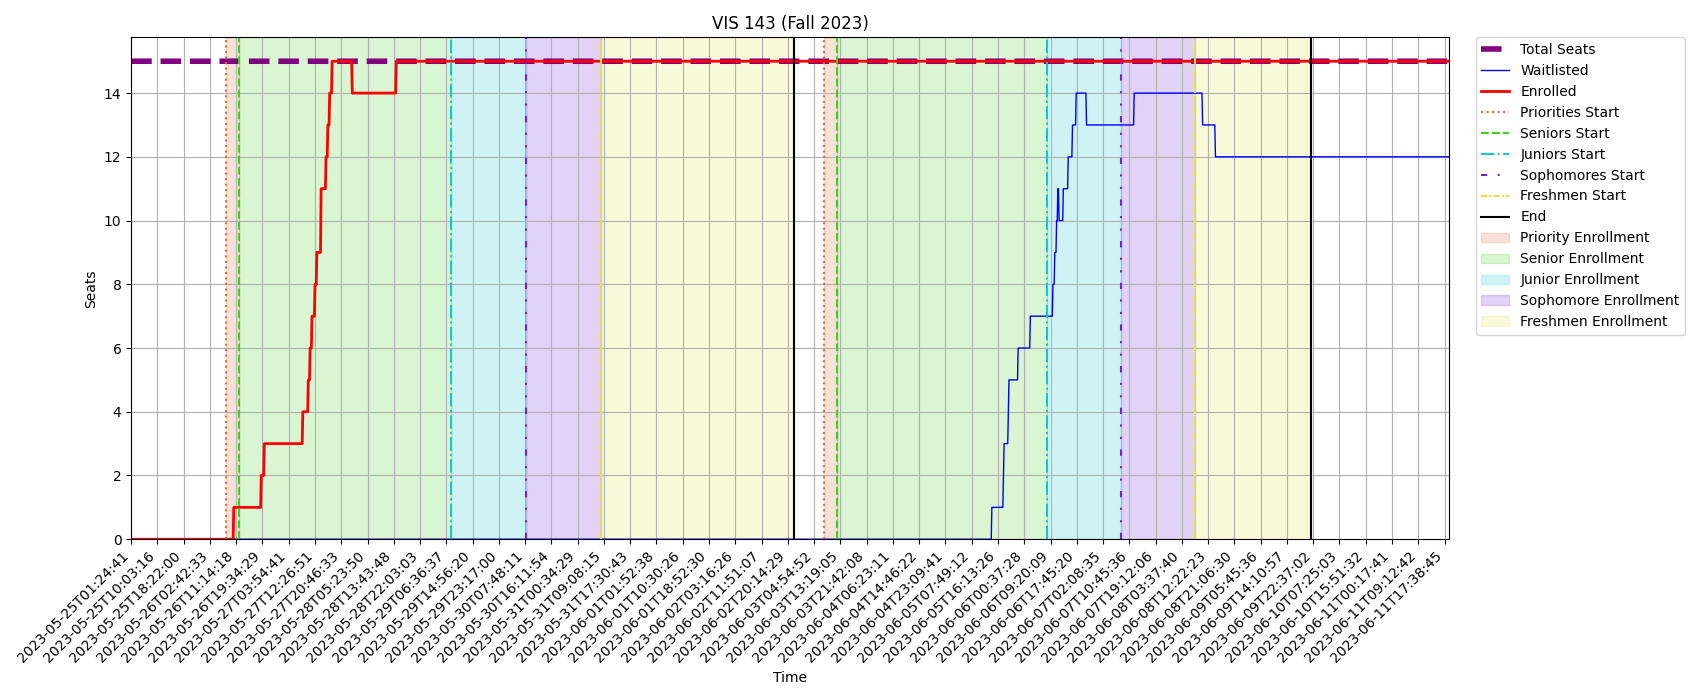 VIS 143 (Fall 2023)
Seats
0
2
4
6
8
10
12
14
2023-05-25T01:24:41
2023-05-25T10:03:16
2023-05-25T18:22:00
2023-05-26T02:42:33
2023-05-26T11:14:18
2023-05-26T19:34:29
2023-05-27T03:54:41
2023-05-27T12:26:51
2023-05-27T20:46:33
2023-05-28T05:23:50
2023-05-28T13:43:48
2023-05-28T22:03:03
2023-05-29T06:36:37
2023-05-29T14:56:20
2023-05-29T23:17:00
2023-05-30T07:48:11
2023-05-30T16:11:54
2023-05-31T00:34:29
2023-05-31T09:08:15
2023-05-31T17:30:43
2023-06-01T01:52:38
2023-06-01T10:30:26
2023-06-01T18:52:30
2023-06-02T03:16:26
2023-06-02T11:51:07
2023-06-02T20:14:29
2023-06-03T04:54:52
2023-06-03T13:19:05
2023-06-03T21:42:08
2023-06-04T06:23:11
2023-06-04T14:46:22
2023-06-04T23:09:41
2023-06-05T07:49:12
2023-06-05T16:13:26
2023-06-06T00:37:28
2023-06-06T09:20:09
2023-06-06T17:45:20
2023-06-07T02:08:35
2023-06-07T10:45:36
2023-06-07T19:12:06
2023-06-08T03:37:40
2023-06-08T12:22:23
2023-06-08T21:06:30
2023-06-09T05:45:36
2023-06-09T14:10:57
2023-06-09T22:37:02
2023-06-10T07:25:03
2023-06-10T15:51:32
2023-06-11T00:17:41
2023-06-11T09:12:42
2023-06-11T17:38:45
Time
Total Seats
Waitlisted
Enrolled
Priorities Start
Seniors Start
Juniors Start
Sophomores Start
Freshmen Start
End
Priority Enrollment
Senior Enrollment
Junior Enrollment
Sophomore Enrollment
Freshmen Enrollment